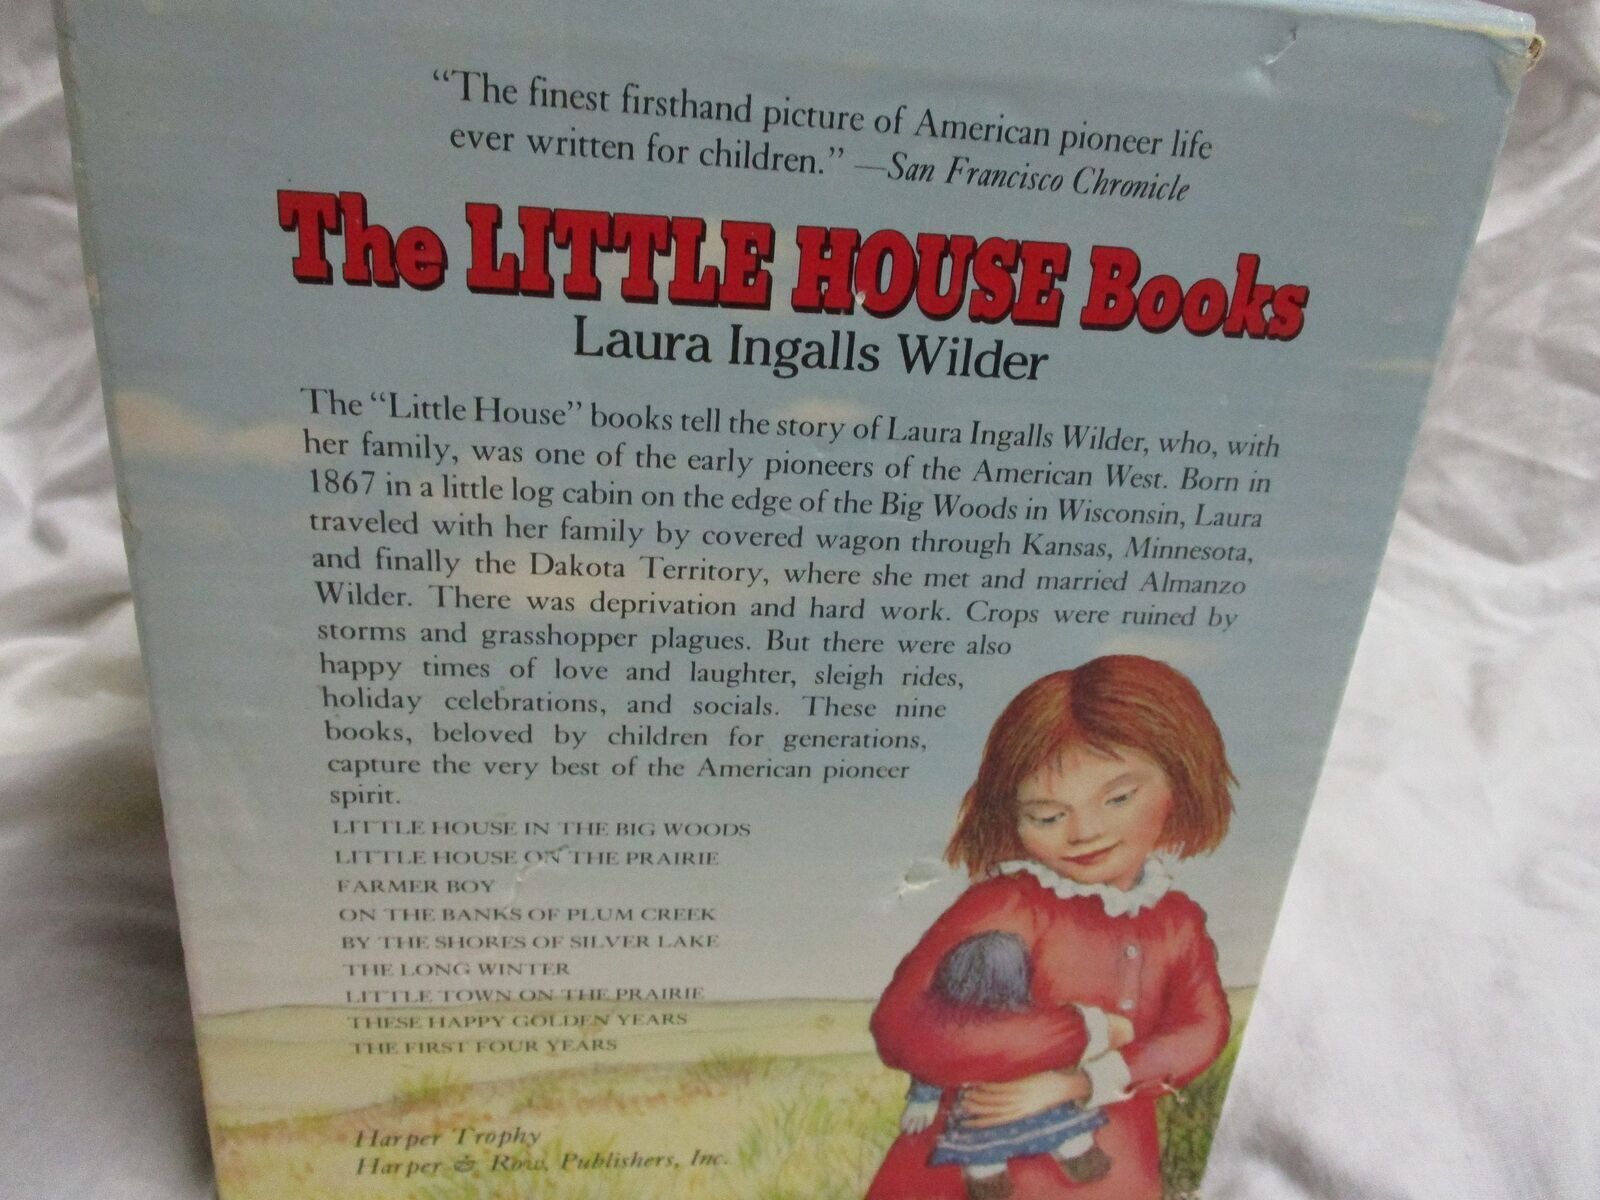 “The finest firsthand picture of American pioneer life
ever written for children.” —San Francisco Chronicle
The LITTLE HOUSE Books
Laura Ingalls Wilder
The “Little House” books tell the story of Laura Ingalls Wilder, who, with
her family, was one of the early pioneers of the American West. Born in
1867 in a little log cabin on the edge of the Big Woods in Wisconsin, Laura
traveled with her family by covered wagon through Kansas, Minnesota,
and finally the Dakota Territory, where she met and married Almanzo
Wilder. There was deprivation and hard work. Crops were ruined by
storms and grasshopper plagues. But there were also
happy times of love and laughter, sleigh rides,
holiday celebrations, and socials. These nine
books, beloved by children for generations,
capture the very best of the American pioneer
spirit.
LITTLE HOUSE IN THE BIG WOODS
LITTLE HOUSE ON THE PRAIRIE
FARMER BOY
ON THE BANKS OF PLUM CREEK
BY THE SHORES OF SILVER LAKE
THE LONG WINTER
LITTLE TOWN ON THE PRAIRIE
THESE HAPPY GOLDEN YEARS
THE FIRST FOUR YEARS
Harper Trophy
Harper & Row, Publishers, Inc.